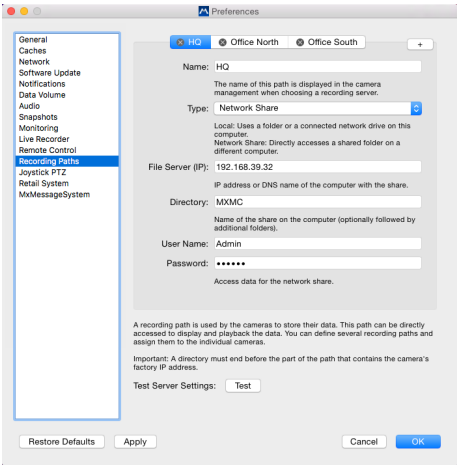 Preferences
General
Caches
Network
Software Update
Notifications
Data Volume
Audio
Snapshots
Monitoring
Live Recorder
Remote Control
Recording Paths
Joystick PTZ
Retail System
MxMessageSystem
HQ
Office North
Office South
+
Name: HQ
The name of this path is displayed in the camera
management when choosing a recording server.
Type: Network Share
Local: Uses a folder or a connected network drive on this
computer.
Network Share: Directly accesses a shared folder on a
different computer.
File Server (IP): 192.168.39.32
IP address or DNS name of the computer with the share.
Directory: MXMC
Name of the share on the computer (optionally followed by
additional folders).
User Name: Admin
Password: ••••••
Access data for the network share.
A recording path is used by the cameras to store their data. This path can be directly
accessed to display and playback the data. You can define several recording paths and
assign them to the individual cameras.
Important: A directory must end before the part of the path that contains the camera's
factory IP address.
Test Server Settings: Test
Restore Defaults
Apply
Cancel
OK